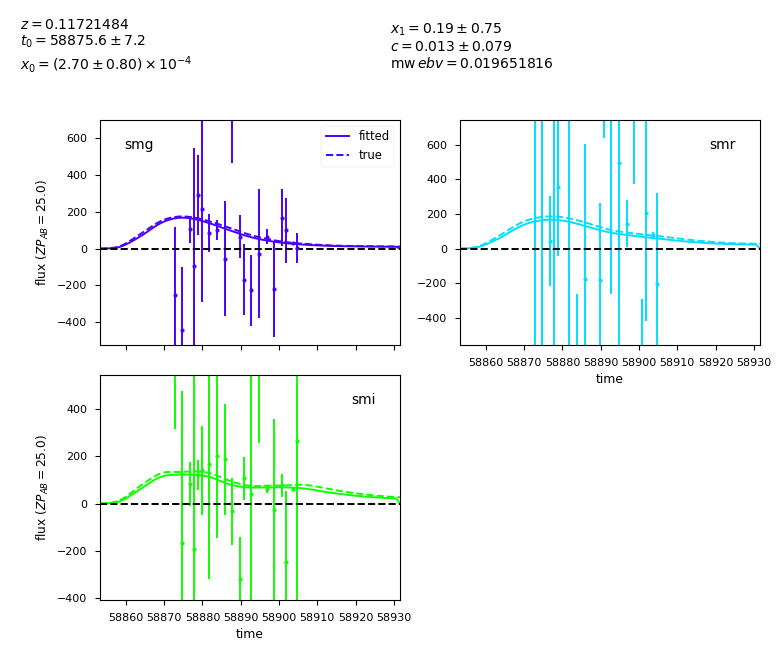 z = 0.11721484
t₀ = 58875.6 ± 7.2
x₀ = (2.70 ± 0.80) × 10⁻⁴
x₁ = 0.19 ± 0.75
c = 0.013 ± 0.079
mw ebv = 0.019651816
smg
fitted
true
600
400
200
0
−200
−400
flux (ZP_AB = 25.0)
smr
600
400
200
0
−200
−400
58860 58870 58880 58890 58900 58910 58920 58930
time
smi
400
200
0
−200
−400
flux (ZP_AB = 25.0)
58860 58870 58880 58890 58900 58910 58920 58930
time